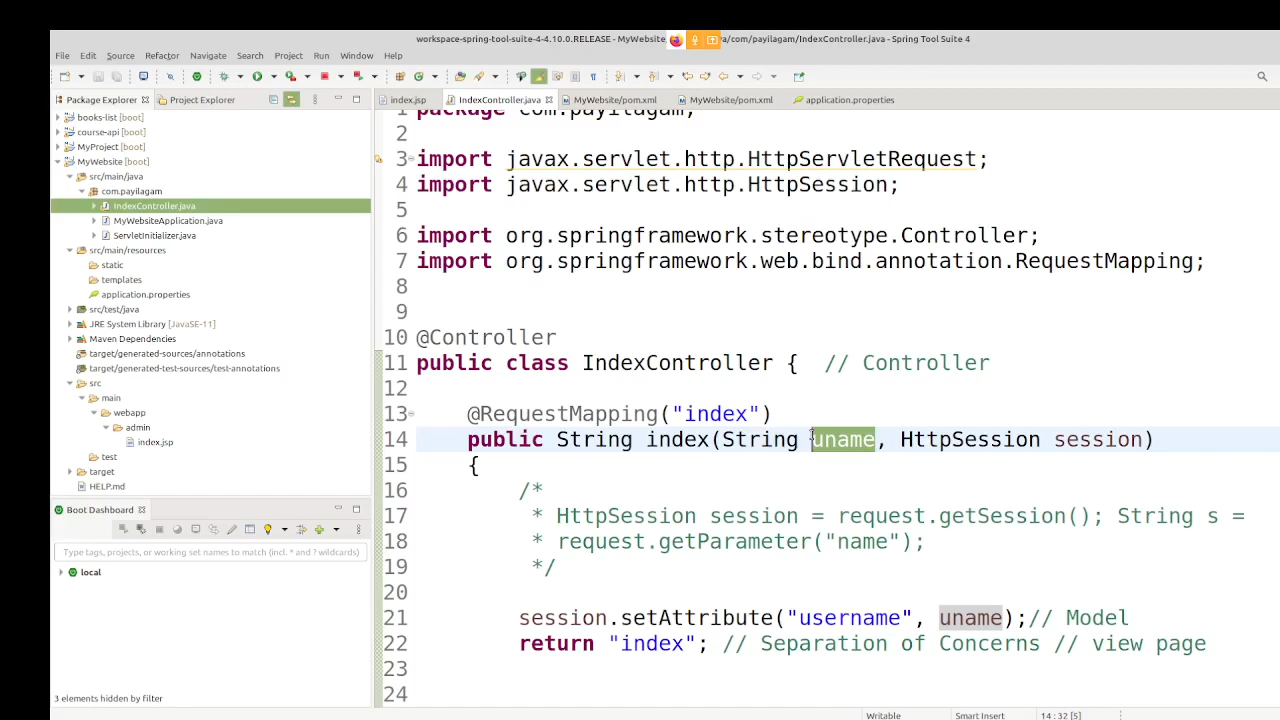 workspace-spring-tool-suite-4-4.10.0.RELEASE - MyWebsite va/com/payilagam/IndexController.java - Spring Tool Suite 4
File Edit Source Refactor Navigate Search Project Run Window Help
Package Explorer Project Explorer
index.jsp IndexController.java MyWebsite/pom.xml MyWebsite/pom.xml application.properties
books-list [boot]
course-api [boot]
MyProject [boot]
MyWebsite [boot]
src/main/java
com.payilagam
IndexController.java
MyWebsiteApplication.java
ServletInitializer.java
src/main/resources
static
templates
application.properties
src/test/java
JRE System Library [JavaSE-11]
Maven Dependencies
target/generated-sources/annotations
target/generated-test-sources/test-annotations
src
main
webapp
admin
index.jsp
test
target
HELP.md
Boot Dashboard
Type tags, projects, or working set names to match (incl. * and ? wildcards)
local
3 elements hidden by filter
1 package com.payilagam;
2
3 import javax.servlet.http.HttpServletRequest;
4 import javax.servlet.http.HttpSession;
5
6 import org.springframework.stereotype.Controller;
7 import org.springframework.web.bind.annotation.RequestMapping;
8
9
10 @Controller
11 public class IndexController { // Controller
12
13 @RequestMapping("index")
14 public String index(String uname, HttpSession session)
15 {
16 /*
17 * HttpSession session = request.getSession(); String s =
18 * request.getParameter("name");
19 */
20
21 session.setAttribute("username", uname);// Model
22 return "index"; // Separation of Concerns // view page
23
24
Writable Smart Insert 14 : 32 [5]